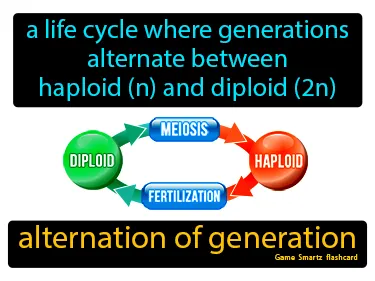 a life cycle where generations
alternate between
haploid (n) and diploid (2n)
MEIOSIS
DIPLOID
HAPLOID
FERTILIZATION
alternation of generation
Game Smartz flashcard